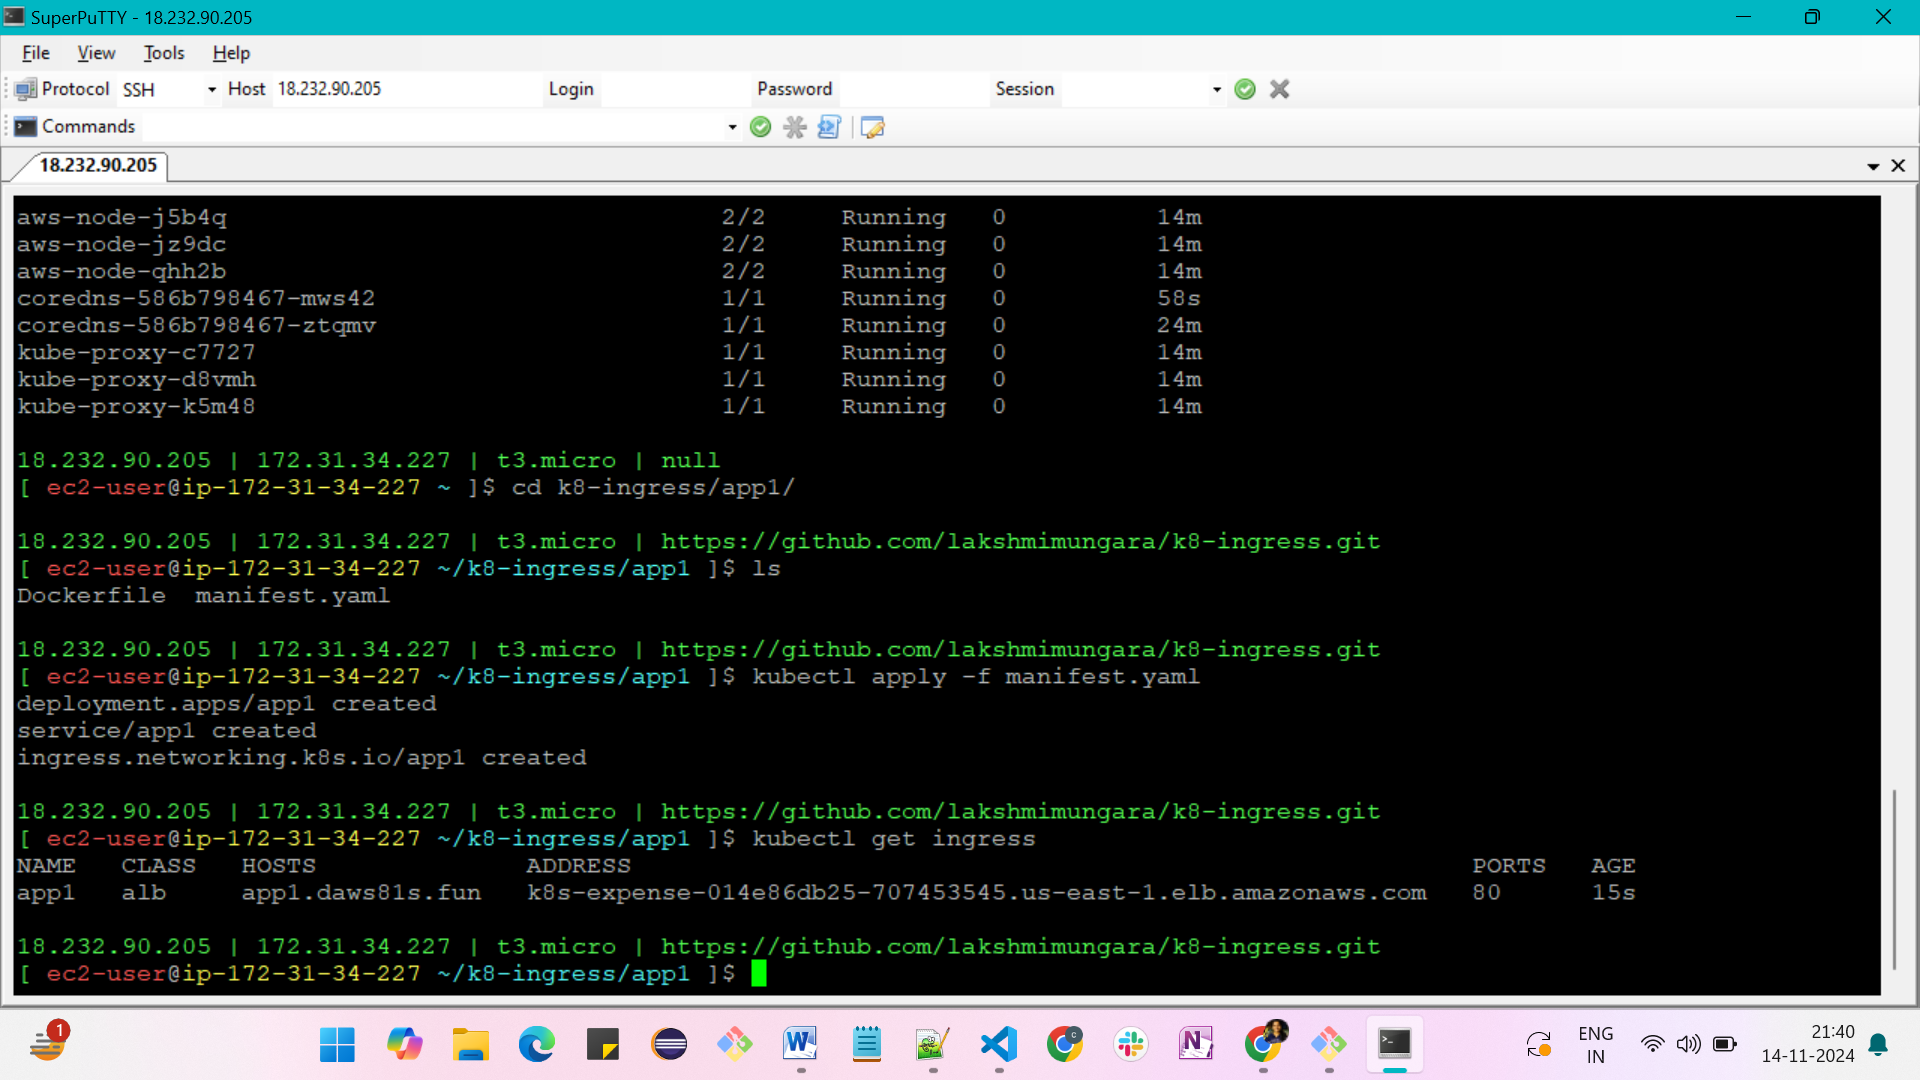 SuperPuTTY - 18.232.90.205
File View Tools Help
Protocol SSH Host 18.232.90.205 Login Password Session
Commands
18.232.90.205
aws-node-j5b4q 2/2 Running 0 14m
aws-node-jz9dc 2/2 Running 0 14m
aws-node-qhh2b 2/2 Running 0 14m
coredns-586b798467-mws42 1/1 Running 0 58s
coredns-586b798467-ztqmv 1/1 Running 0 24m
kube-proxy-c7727 1/1 Running 0 14m
kube-proxy-d8vmh 1/1 Running 0 14m
kube-proxy-k5m48 1/1 Running 0 14m
18.232.90.205 | 172.31.34.227 | t3.micro | null
[ ec2-user@ip-172-31-34-227 ~ ]$ cd k8-ingress/app1/
18.232.90.205 | 172.31.34.227 | t3.micro | https://github.com/lakshmimungara/k8-ingress.git
[ ec2-user@ip-172-31-34-227 ~/k8-ingress/app1 ]$ ls
Dockerfile manifest.yaml
18.232.90.205 | 172.31.34.227 | t3.micro | https://github.com/lakshmimungara/k8-ingress.git
[ ec2-user@ip-172-31-34-227 ~/k8-ingress/app1 ]$ kubectl apply -f manifest.yaml
deployment.apps/app1 created
service/app1 created
ingress.networking.k8s.io/app1 created
18.232.90.205 | 172.31.34.227 | t3.micro | https://github.com/lakshmimungara/k8-ingress.git
[ ec2-user@ip-172-31-34-227 ~/k8-ingress/app1 ]$ kubectl get ingress
NAME CLASS HOSTS ADDRESS PORTS AGE
app1 alb app1.daws81s.fun k8s-expense-014e86db25-707453545.us-east-1.elb.amazonaws.com 80 15s
18.232.90.205 | 172.31.34.227 | t3.micro | https://github.com/lakshmimungara/k8-ingress.git
[ ec2-user@ip-172-31-34-227 ~/k8-ingress/app1 ]$
1
ENG
IN
21:40
14-11-2024